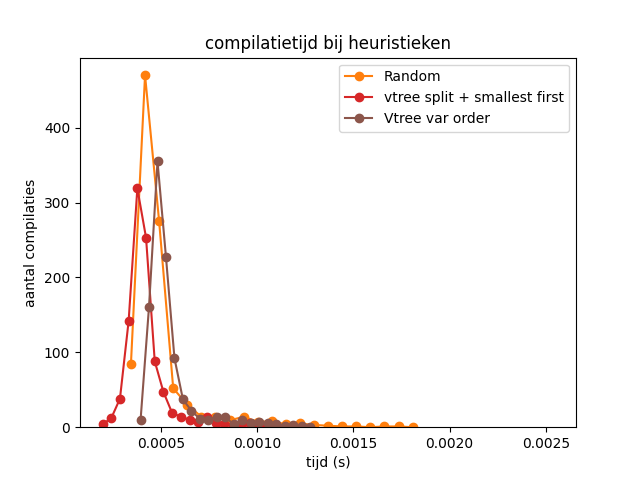 compilatietijd bij heuristieken
Random
vtree split + smallest first
Vtree var order
aantal compilaties
400
300
200
100
0
0.0005 0.0010 0.0015 0.0020 0.0025
tijd (s)